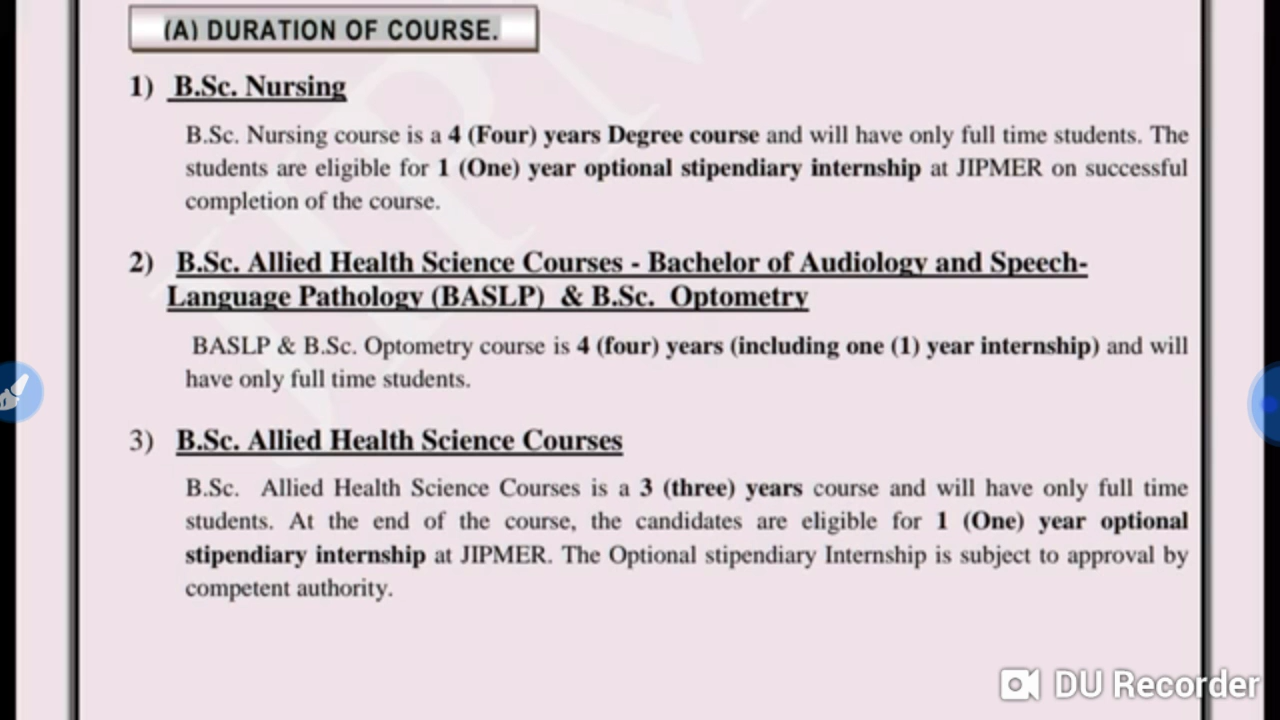 (A) DURATION OF COURSE.
1) B.Sc. Nursing
B.Sc. Nursing course is a 4 (Four) years Degree course and will have only full time students. The
students are eligible for 1 (One) year optional stipendiary internship at JIPMER on successful
completion of the course.
2) B.Sc. Allied Health Science Courses - Bachelor of Audiology and Speech-
Language Pathology (BASLP) & B.Sc. Optometry
BASLP & B.Sc. Optometry course is 4 (four) years (including one (1) year internship) and will
have only full time students.
3) B.Sc. Allied Health Science Courses
B.Sc. Allied Health Science Courses is a 3 (three) years course and will have only full time
students. At the end of the course, the candidates are eligible for 1 (One) year optional
stipendiary internship at JIPMER. The Optional stipendiary Internship is subject to approval by
competent authority.
DU Recorder